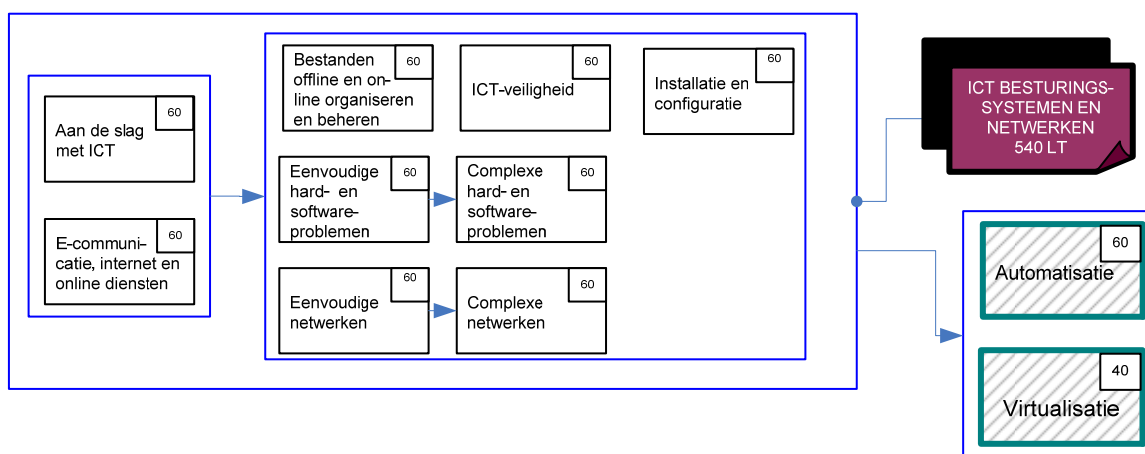 60
Aan de slag
met ICT
60
E-communi-
catie, internet en
online diensten
60
Bestanden
offline en on-
line organiseren
en beheren
60
ICT-veiligheid
60
Installatie en
configuratie
60
Eenvoudige
hard- en
software-
problemen
60
Complexe
hard- en
software-
problemen
60
Eenvoudige
netwerken
60
Complexe
netwerken
ICT BESTURINGS-
SYSTEMEN EN
NETWERKEN
540 LT
60
Automatisatie
40
Virtualisatie